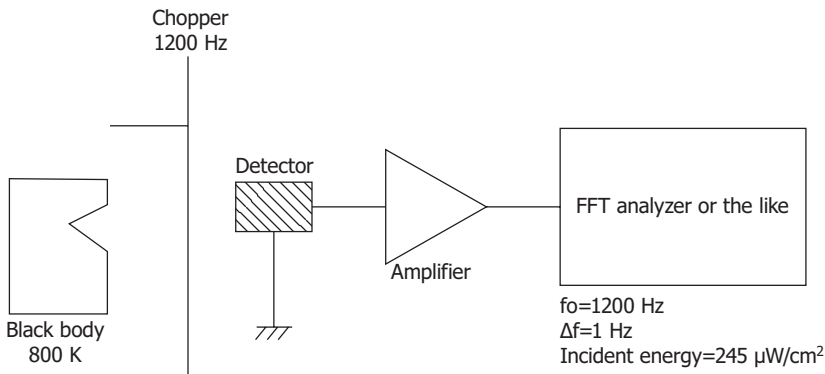 Chopper
1200 Hz
Detector
FFT analyzer or the like
Amplifier
Black body
800 K
fo=1200 Hz
Δf=1 Hz
Incident energy=245 μW/cm²